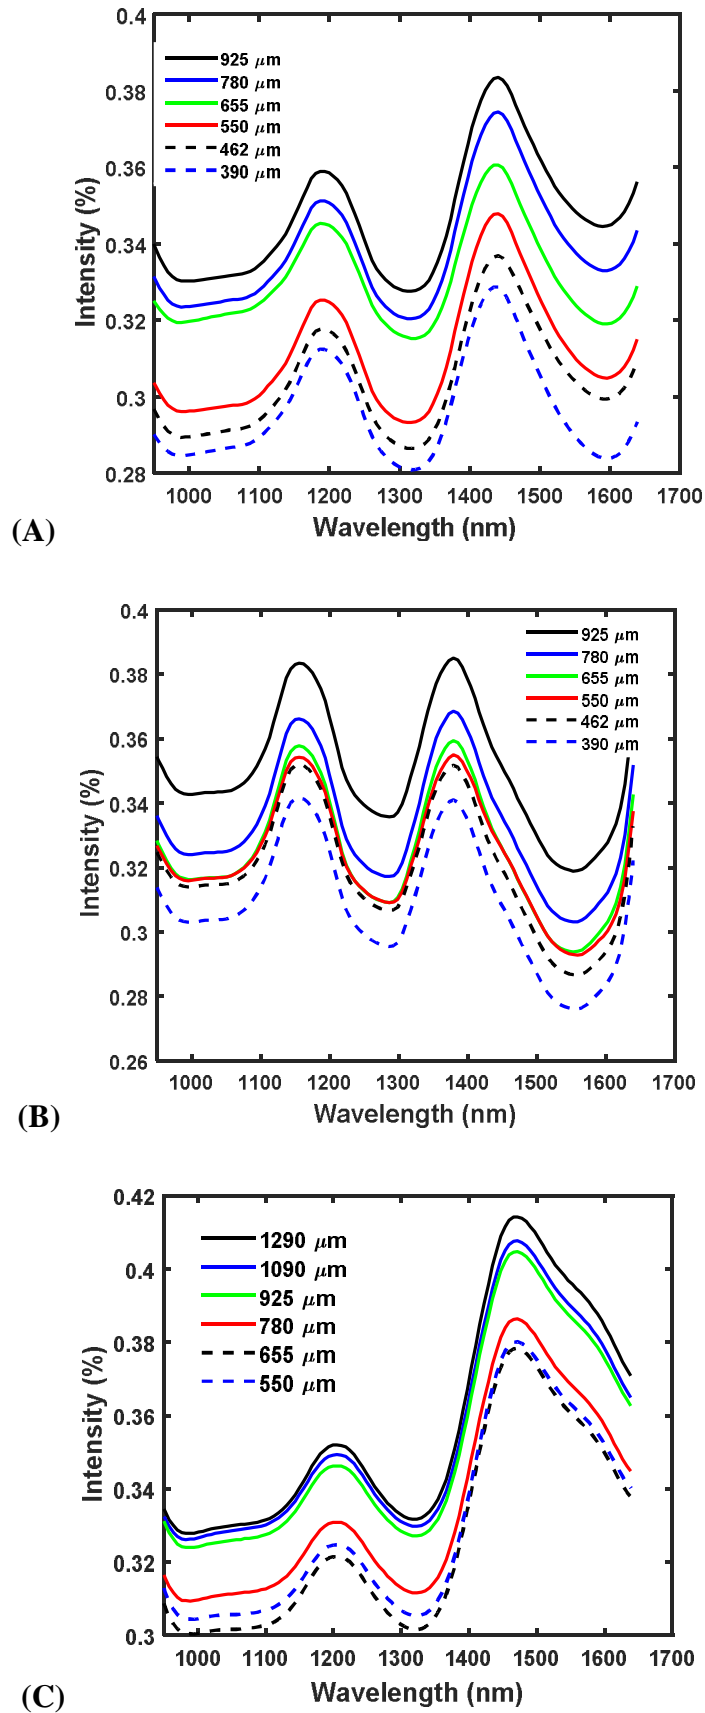 0.4
925 μm
780 μm
655 μm
550 μm
462 μm
390 μm
0.38
0.36
0.34
0.32
0.3
0.28
Intensity (%)
1000 1100 1200 1300 1400 1500 1600 1700
Wavelength (nm)
(A)
0.4
925 μm
780 μm
655 μm
550 μm
462 μm
390 μm
0.38
0.36
0.34
0.32
0.3
0.28
0.26
Intensity (%)
1000 1100 1200 1300 1400 1500 1600 1700
Wavelength (nm)
(B)
0.42
1290 μm
1090 μm
925 μm
780 μm
655 μm
550 μm
0.4
0.38
0.36
0.34
0.32
0.3
Intensity (%)
1000 1100 1200 1300 1400 1500 1600 1700
Wavelength (nm)
(C)